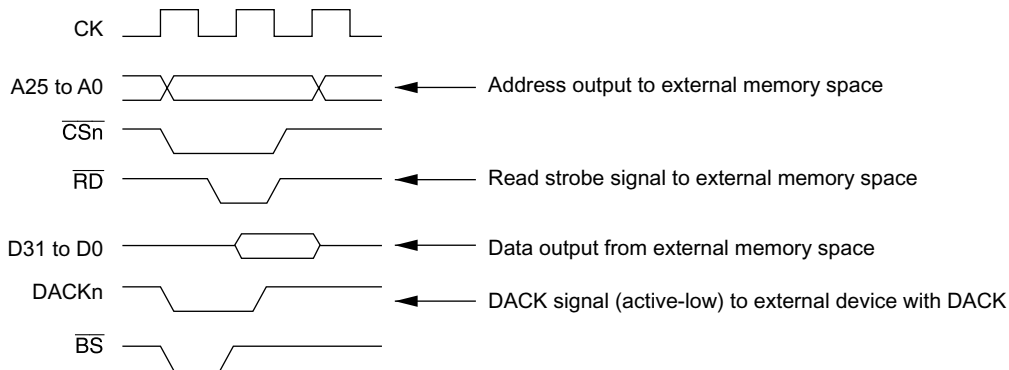 CK
A25 to A0 Address output to external memory space
CSn
RD Read strobe signal to external memory space
D31 to D0 Data output from external memory space
DACKn DACK signal (active-low) to external device with DACK
BS